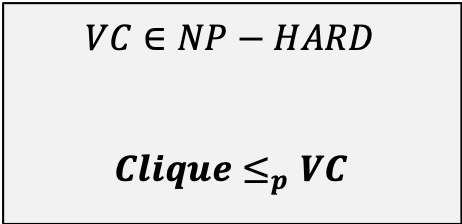 VC ∈ NP − HARD
Clique ≤ₚ VC